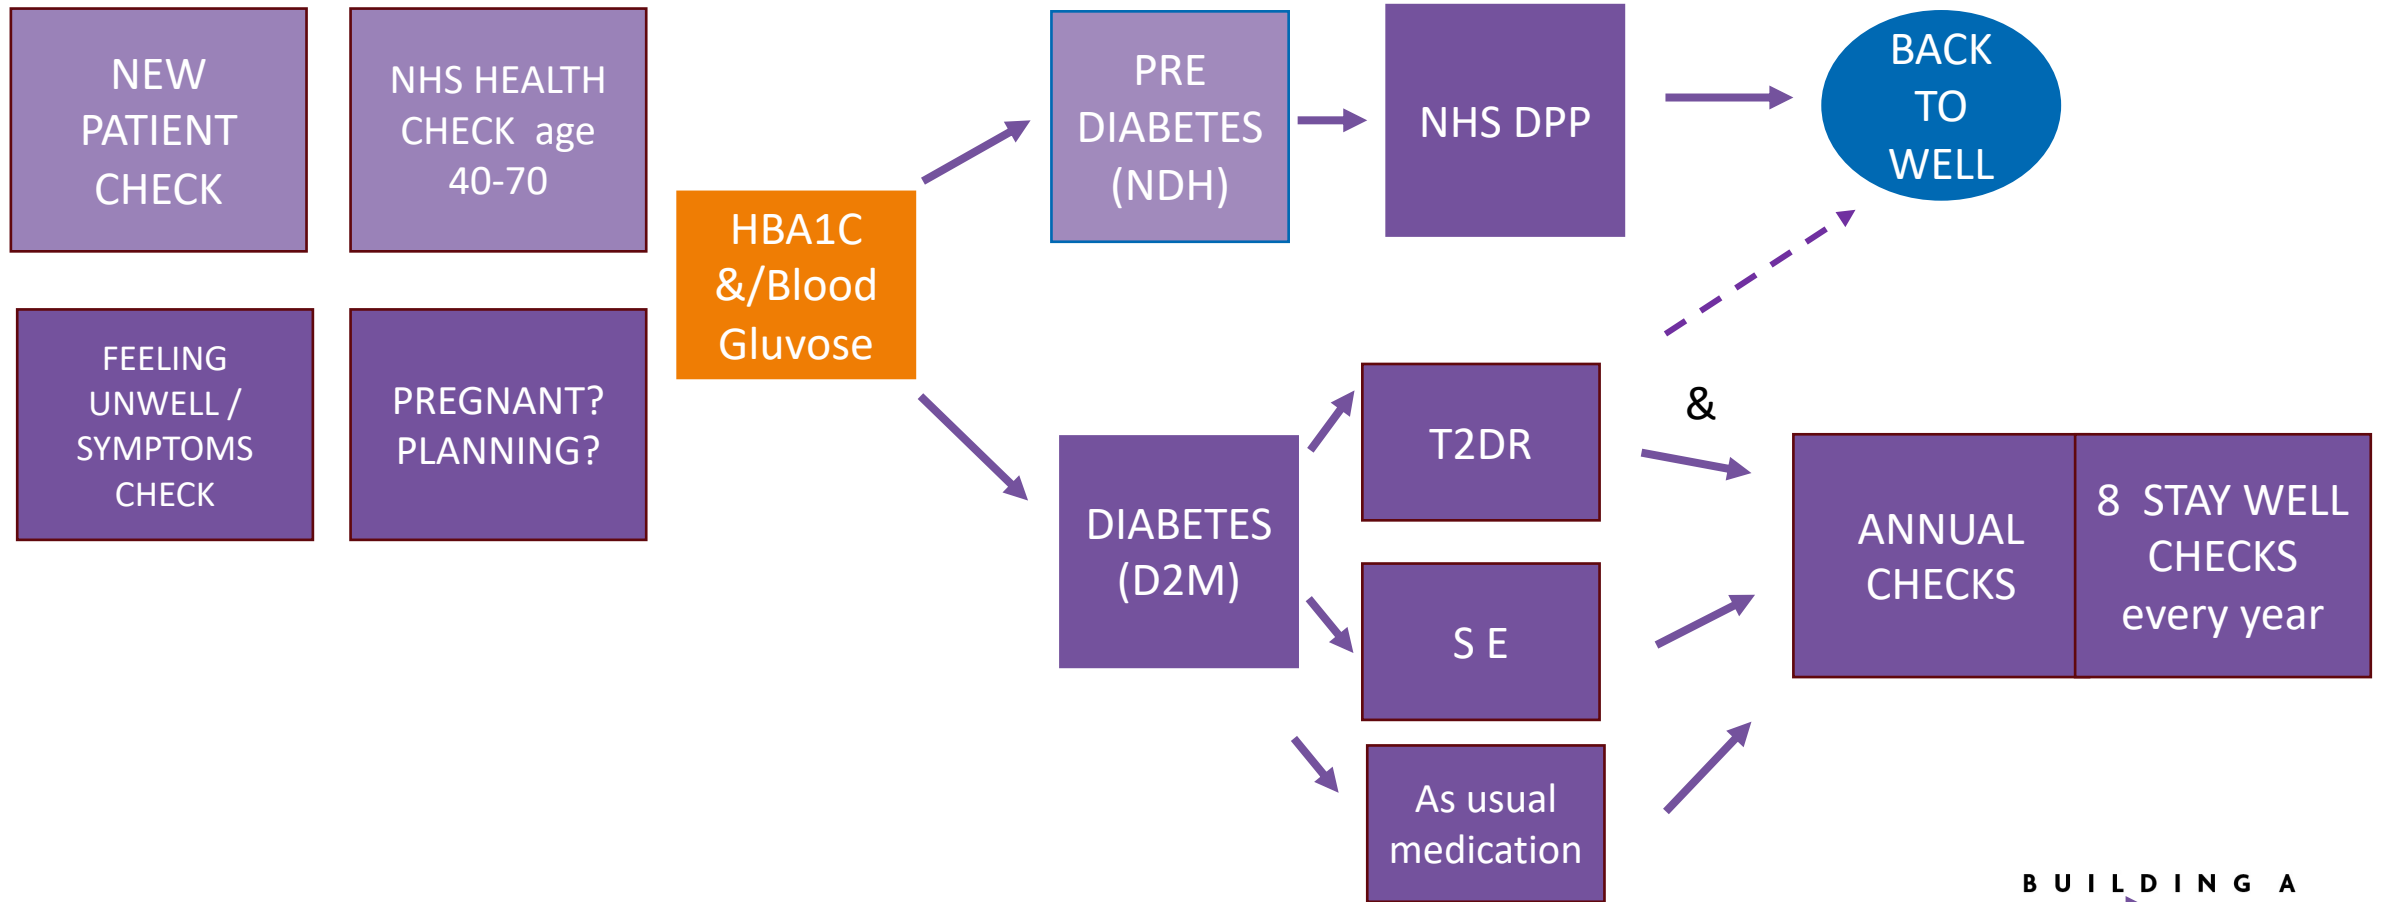 NEW
PATIENT
CHECK
NHS HEALTH
CHECK age
40-70
FEELING
UNWELL /
SYMPTOMS
CHECK
PREGNANT?
PLANNING?
HBA1C
&/Blood
Gluvose
PRE
DIABETES
(NDH)
NHS DPP
BACK
TO
WELL
DIABETES
(D2M)
T2DR
S E
As usual
medication
&
ANNUAL
CHECKS
8 STAY WELL
CHECKS
every year
BUILDING A